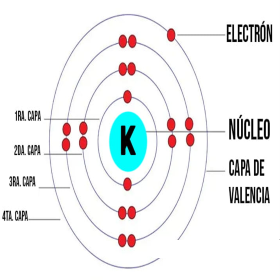 ELECTRÓN
1RA. CAPA
K
NÚCLEO
2DA. CAPA
CAPA DE
VALENCIA
3RA. CAPA
4TA. CAPA